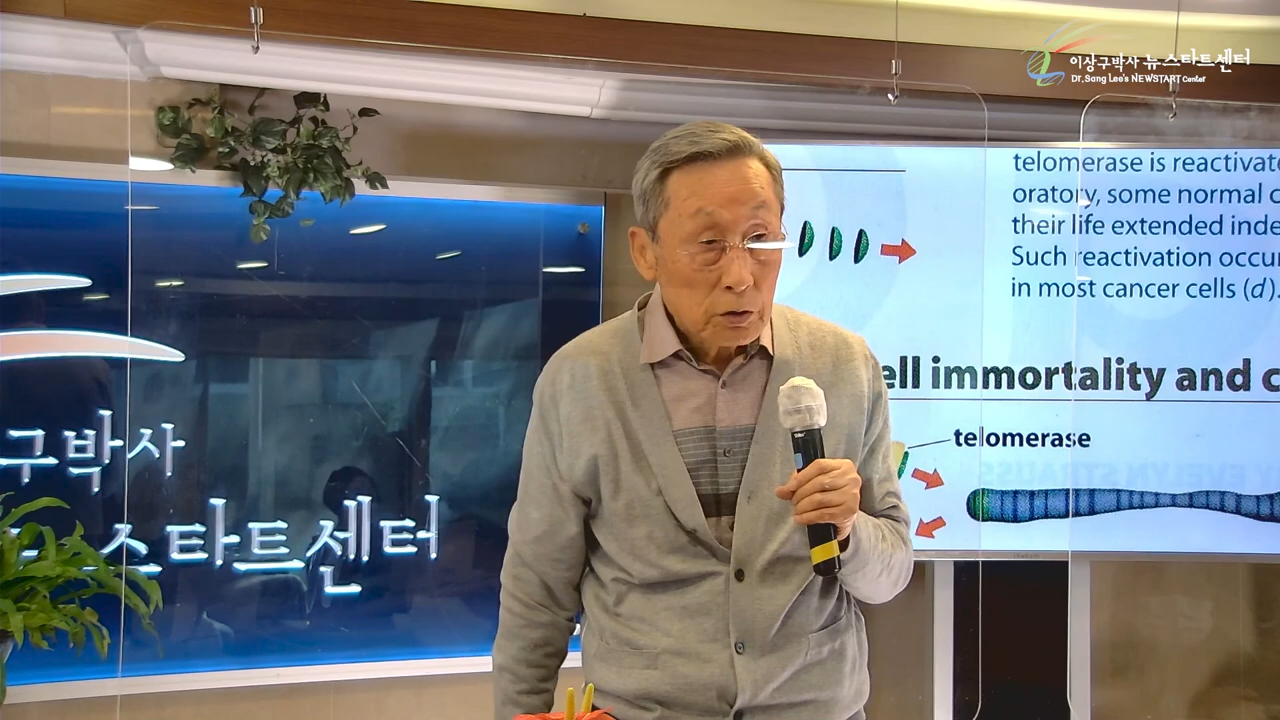 이상구박사 뉴스타트센터
Dr. Sang Lee's NEWSTART Center
telomerase is reactivat
oratory, some normal c
their life extended inde
Such reactivation occur
in most cancer cells (d).
ell immortality and c
telomerase
구박사
스타트센터